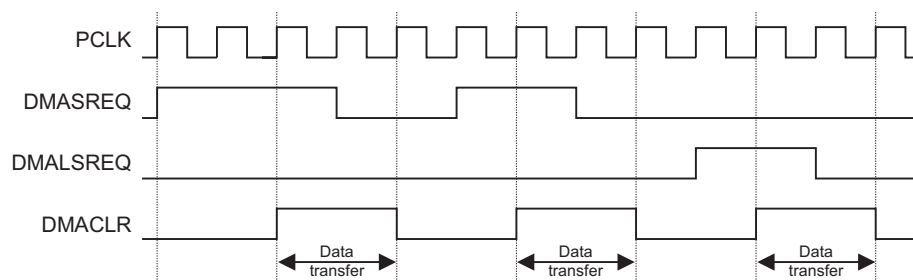 PCLK
DMASREQ
DMALSREQ
DMACLR
Data
transfer
Data
transfer
Data
transfer